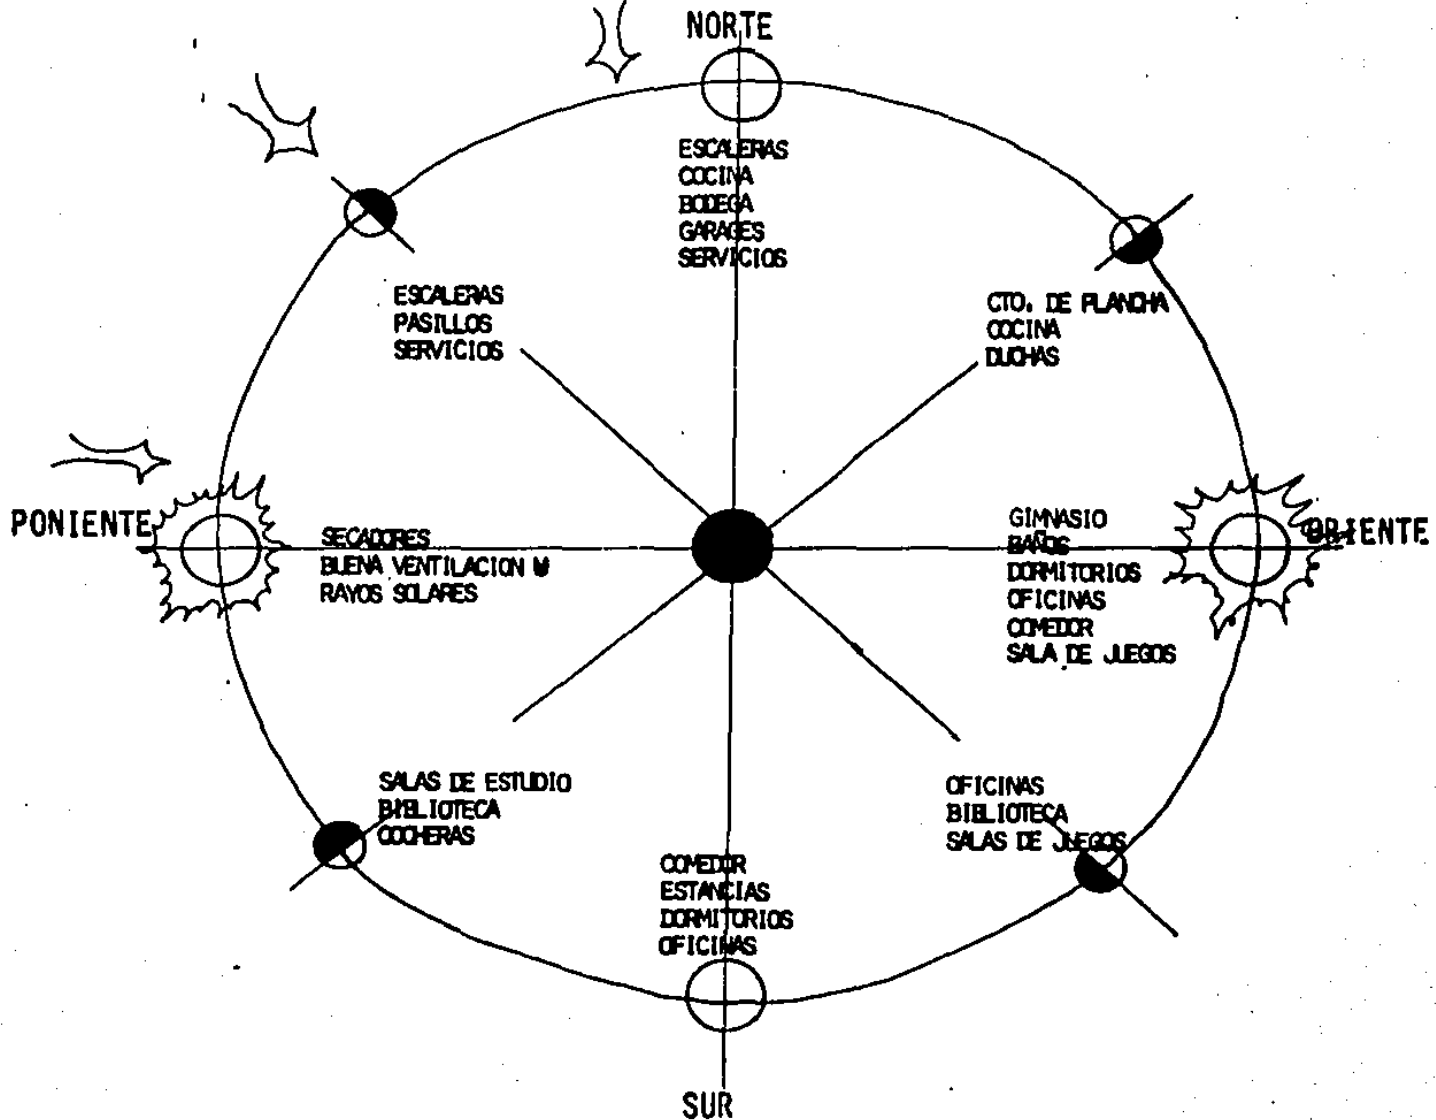 NORTE
ESCALERAS
COCINA
BODEGA
GARAGES
SERVICIOS
ESCALERAS
PASILLOS
SERVICIOS
CTO. DE PLANCHA
COCINA
DUCHAS
PONIENTE
SECADORES
BUENA VENTILACION
RAYOS SOLARES
GIMNASIO
BAÑOS
DORMITORIOS
OFICINAS
COMEDOR
SALA DE JUEGOS
ORIENTE
SALAS DE ESTUDIO
BIBLIOTECA
COCHERAS
OFICINAS
BIBLIOTECA
SALAS DE JUEGOS
COMEDOR
ESTANCIAS
DORMITORIOS
OFICINAS
SUR